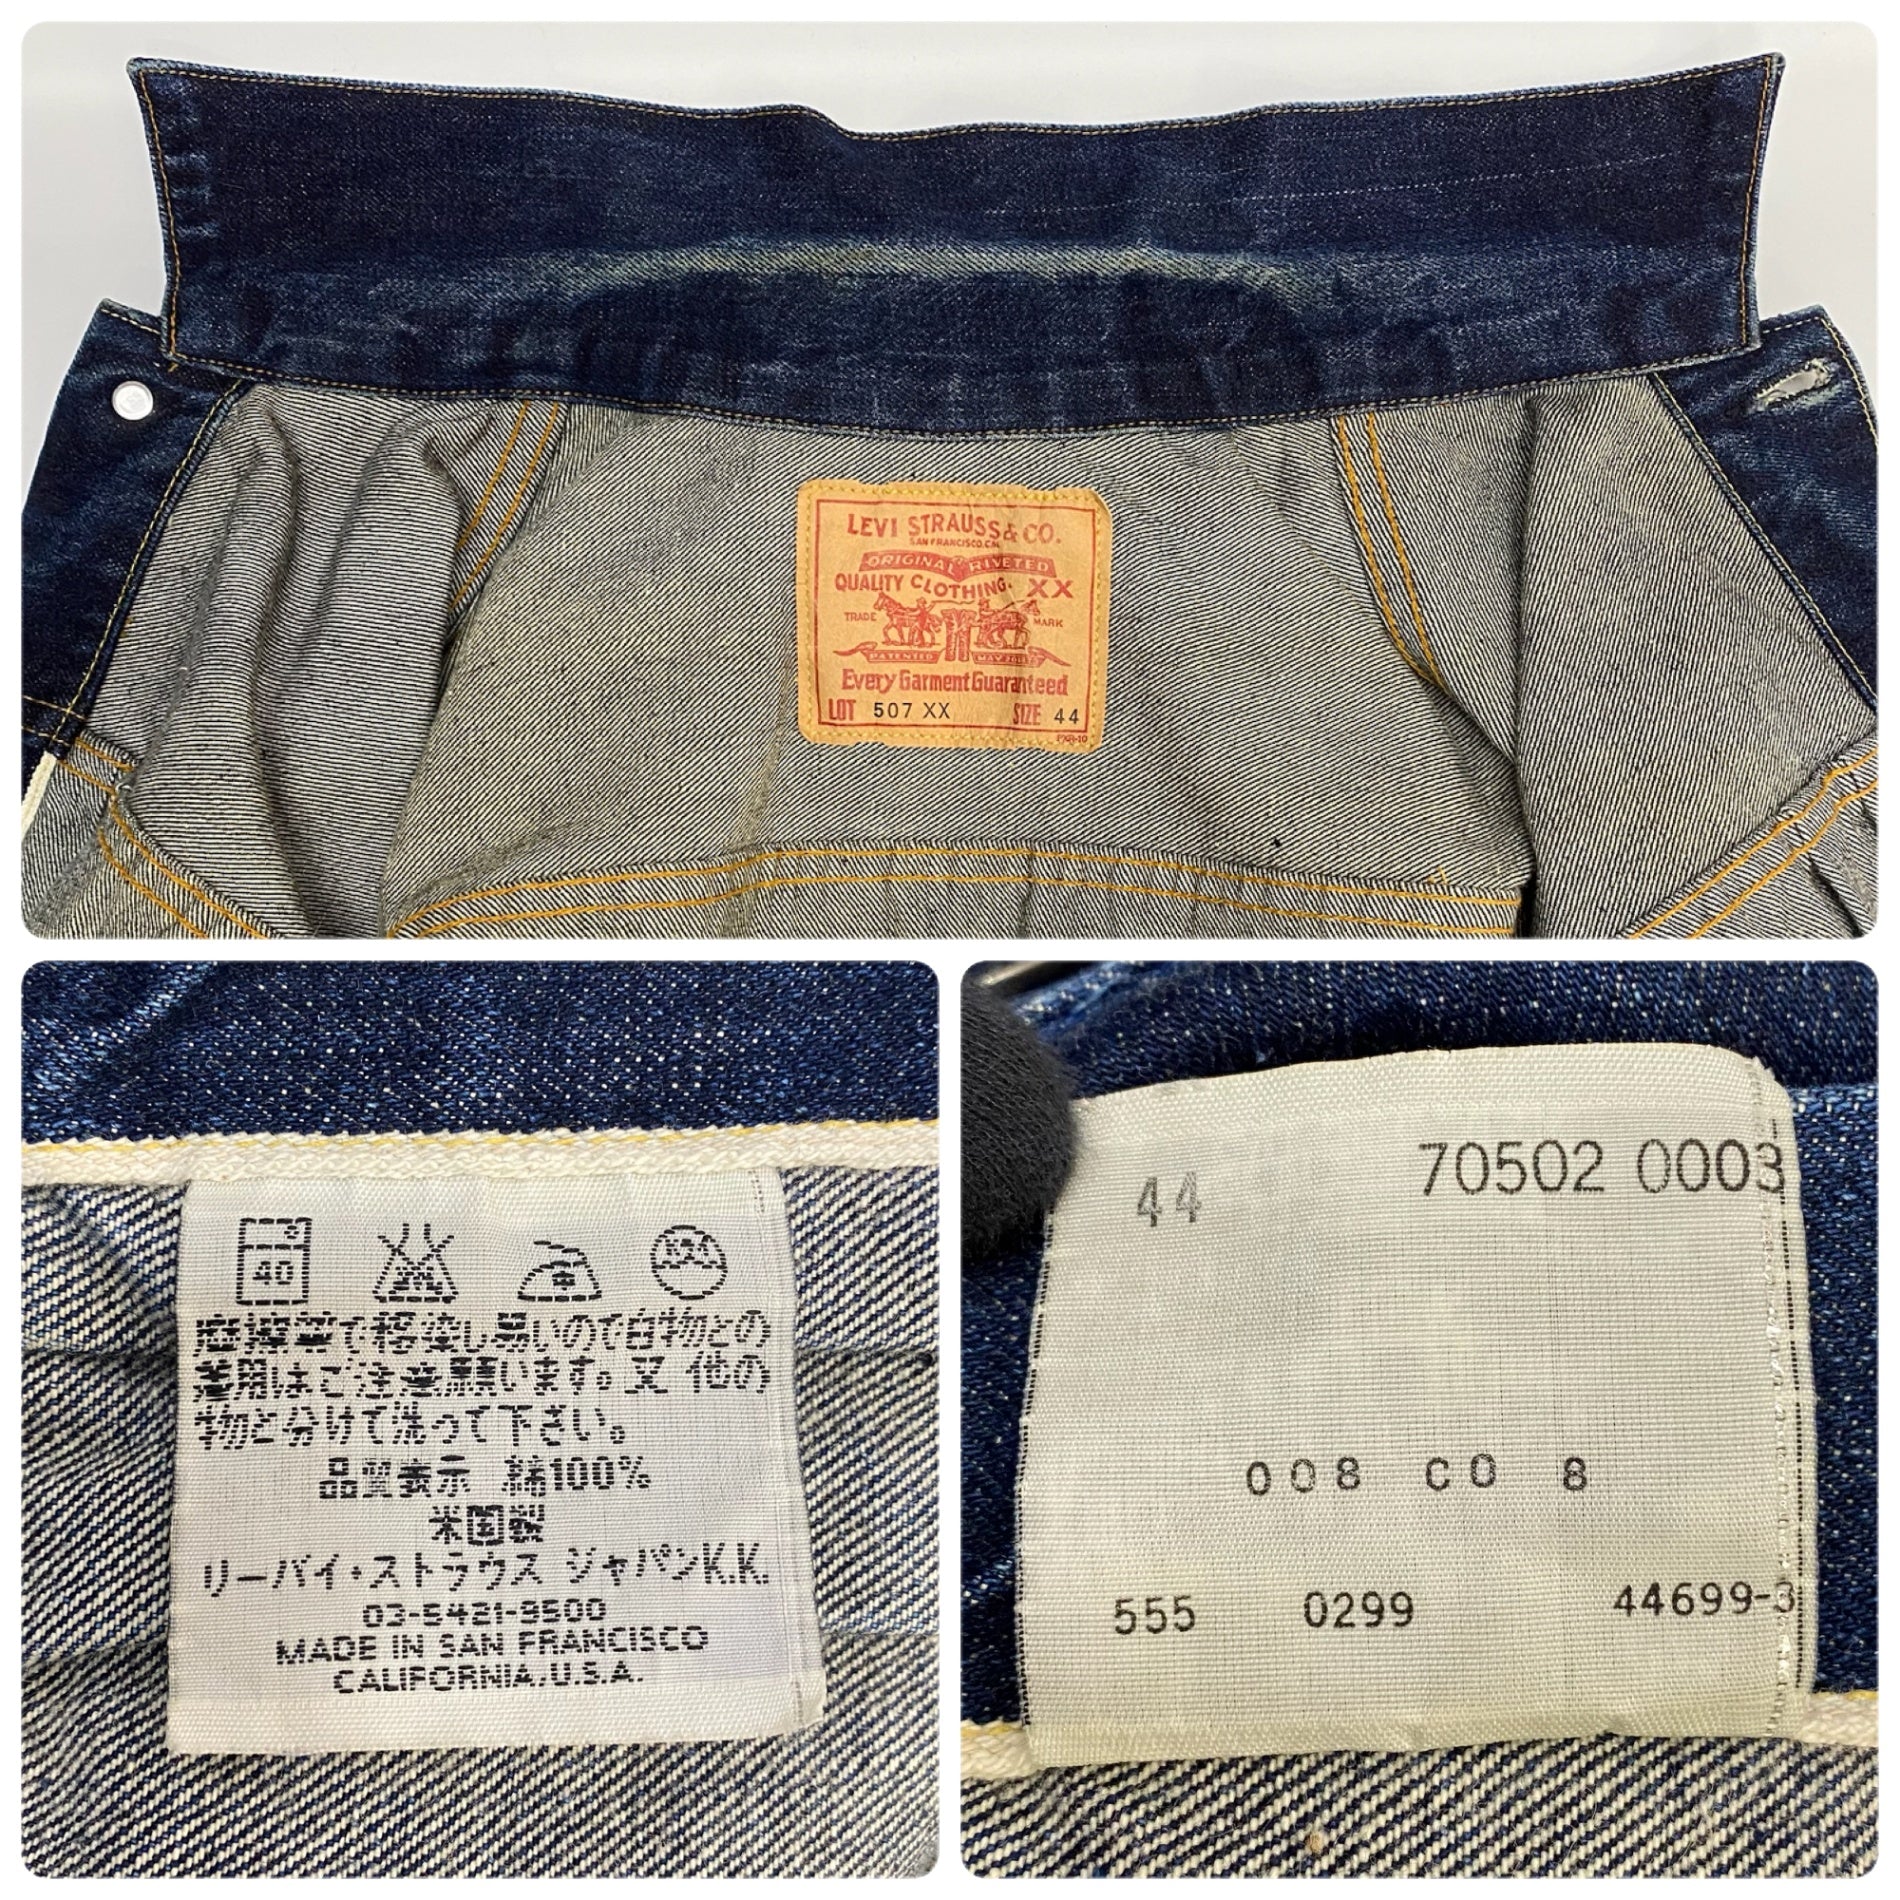 LEVI STRAUSS & CO.
SAN FRANCISCO, CAL.
ORIGINAL RIVETED
QUALITY CLOTHING. XX
TRADE MARK
PATENTED MAY 20
Every Garment Guaranteed
LOT 507 XX SIZE 44
40
摩擦等で移染し易いので白物との
着用はご注意願います。又 他の
物と分けて洗って下さい。
品質表示 綿100%
米国製
リーバイ・ストラウス ジャパンK.K.
03-5421-9500
MADE IN SAN FRANCISCO
CALIFORNIA.U.S.A.
44 70502 0003
008 C0 8
555 0299 44699-3